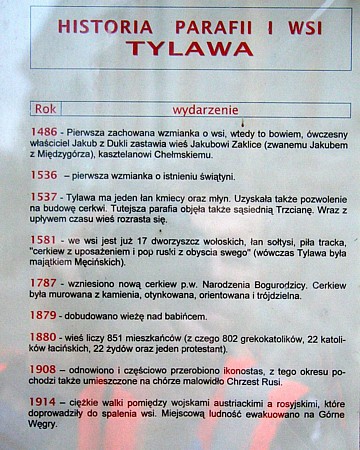 HISTORIA PARAFII I WSI
TYLAWA
Rok wydarzenie
1486 - Pierwsza zachowana wzmianka o wsi, wtedy to bowiem, ówczesny
właściciel Jakub z Dukli zastawia wieś Jakubowi Zaklice (zwanemu Jakubem
z Międzygórza), kasztelanowi Chełmskiemu.
1536 – pierwsza wzmianka o istnieniu świątyni.
1537 - Tylawa ma jeden łan kmiecy oraz młyn. Uzyskała także pozwolenie
na budowę cerkwi. Tutejsza parafia objęła także sąsiednią Trzcianę. Wraz z
upływem czasu wieś rozrasta się.
1581 - we wsi jest już 17 dworzyszcz wołoskich, łan sołtysi, piła tracka,
"cerkiew z uposażeniem i pop ruski z obyscia swego" (wówczas Tylawa była
majątkiem Męcińskich).
1787 - wzniesiono nową cerkiew p.w. Narodzenia Bogurodzicy. Cerkiew
była murowana z kamienia, otynkowana, orientowana i trójdzielna.
1879 - dobudowano wieżę nad babińcem.
1880 - wieś liczy 851 mieszkańców (z czego 802 grekokatolików, 22 katoli-
ków łacińskich, 22 żydów oraz jeden protestant).
1908 – odnowiono i częściowo przerobiono ikonostas, z tego okresu po-
chodzi także umieszczone na chórze malowidło Chrzest Rusi.
1914 – ciężkie walki pomiędzy wojskami austriackimi a rosyjskimi, które
doprowadziły do spalenia wsi. Miejscową ludność ewakuowano na Górne
Węgry.